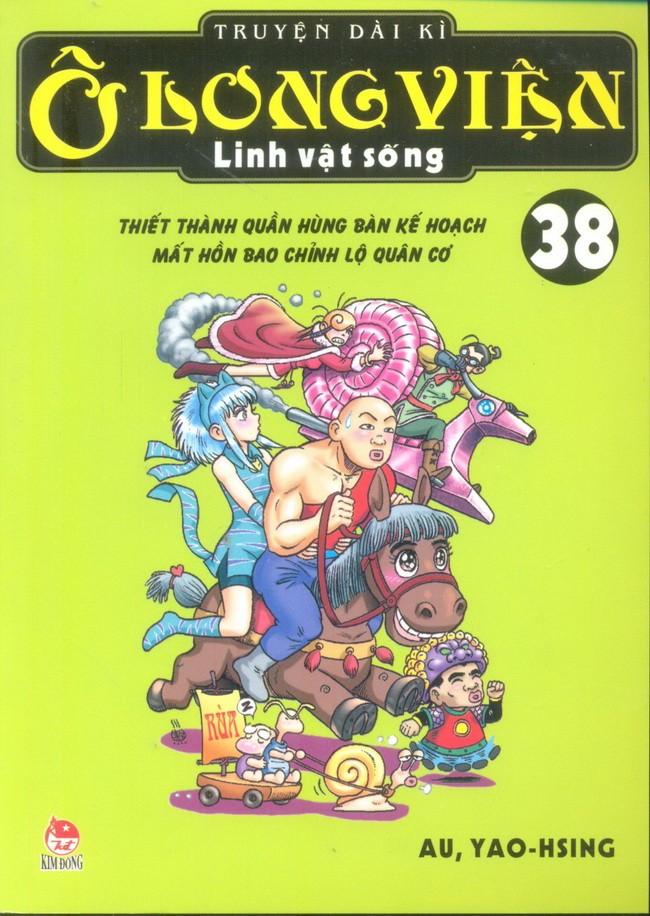 TRUYỆN DÀI KÌ
Ô LONG VIỆN
Linh vật sống
THIẾT THÀNH QUẦN HÙNG BÀN KẾ HOẠCH
MẤT HỒN BAO CHỈNH LỘ QUÂN CƠ
38
RÙA
2
AU, YAO-HSING
KIM ĐỒNG